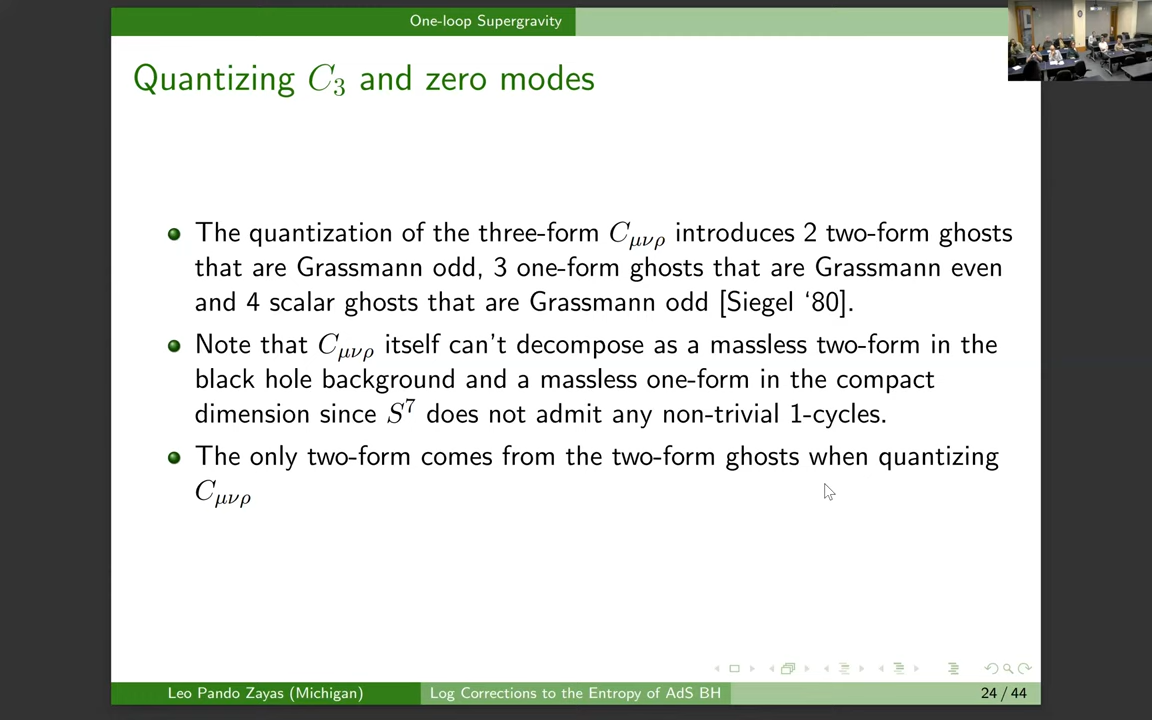 One-loop Supergravity
Quantizing C₃ and zero modes
The quantization of the three-form Cμνρ introduces 2 two-form ghosts
that are Grassmann odd, 3 one-form ghosts that are Grassmann even
and 4 scalar ghosts that are Grassmann odd [Siegel ‘80].
Note that Cμνρ itself can't decompose as a massless two-form in the
black hole background and a massless one-form in the compact
dimension since S⁷ does not admit any non-trivial 1-cycles.
The only two-form comes from the two-form ghosts when quantizing
Cμνρ
Leo Pando Zayas (Michigan) Log Corrections to the Entropy of AdS BH 24 / 44